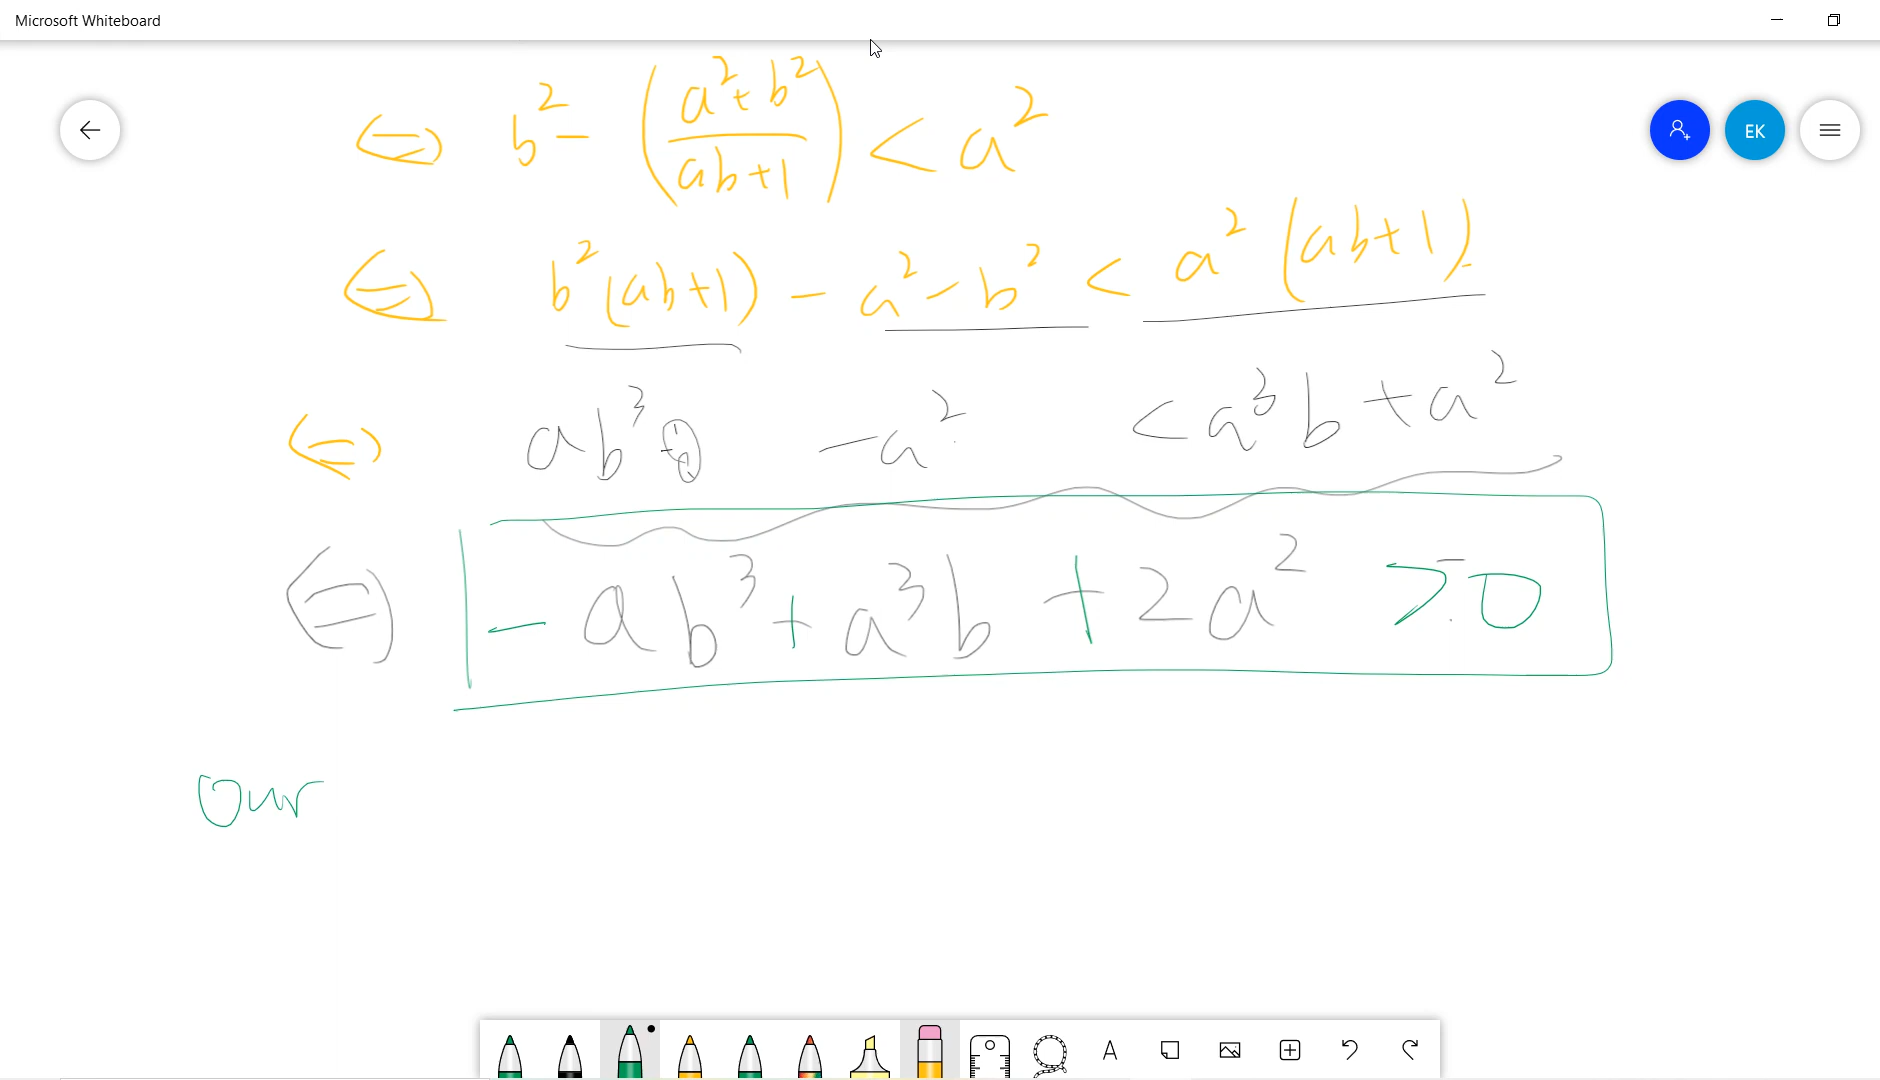 Microsoft Whiteboard
⇔ b² - (a²+b² / ab+1) < a²
EK
⇔ b²(ab+1) - a² - b² < a²(ab+1)
⇔ ab³ - a² < a³b + a²
⇔ - ab³ + a³b + 2a² > 0
Our
A